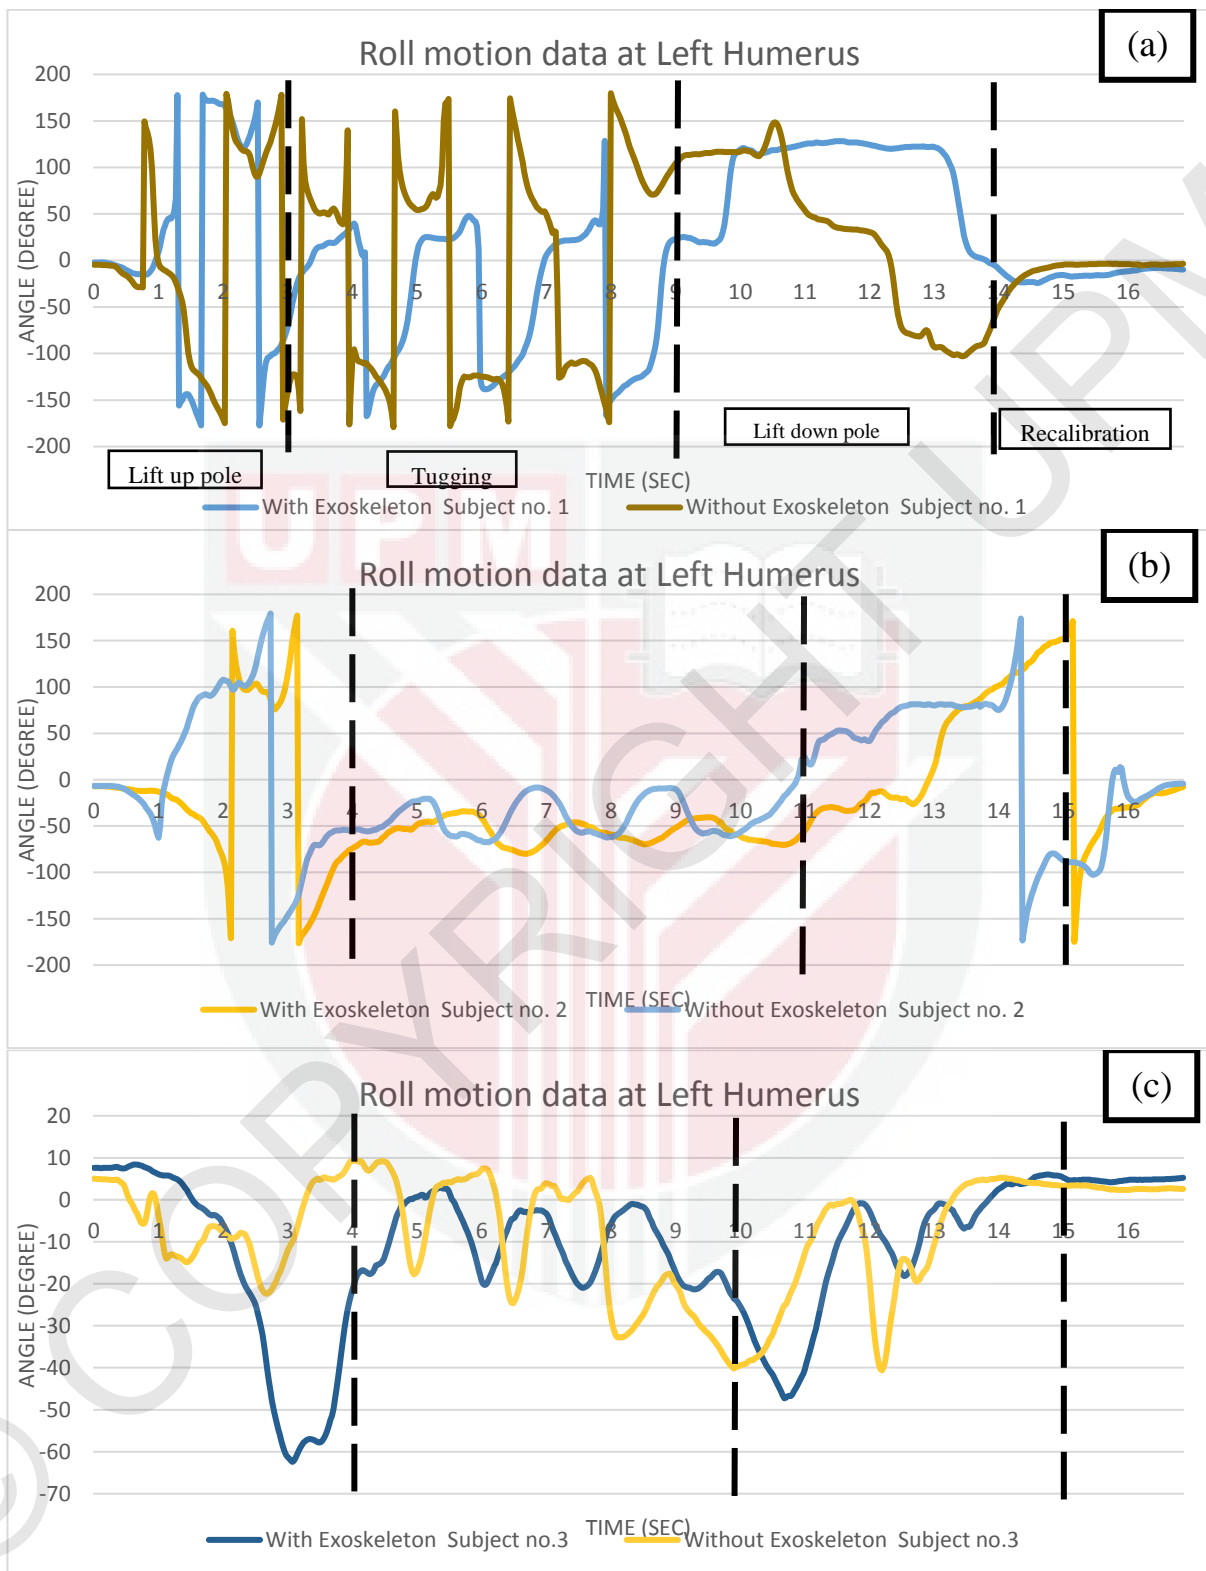 (a)
Roll motion data at Left Humerus
200
150
100
50
0
-50
-100
-150
-200
ANGLE (DEGREE)
0 1 2 3 4 5 6 7 8 9 10 11 12 13 14 15 16
Lift up pole
Tugging
Lift down pole
Recalibration
TIME (SEC)
With Exoskeleton Subject no. 1
Without Exoskeleton Subject no. 1
UPM
(b)
Roll motion data at Left Humerus
200
150
100
50
0
-50
-100
-150
-200
ANGLE (DEGREE)
0 1 2 3 4 5 6 7 8 9 10 11 12 13 14 15 16
TIME (SEC)
With Exoskeleton Subject no. 2
Without Exoskeleton Subject no. 2
(c)
Roll motion data at Left Humerus
20
10
0
-10
-20
-30
-40
-50
-60
-70
ANGLE (DEGREE)
0 1 2 3 4 5 6 7 8 9 10 11 12 13 14 15 16
TIME (SEC)
With Exoskeleton Subject no.3
Without Exoskeleton Subject no.3
© COPYRIGHT UPM